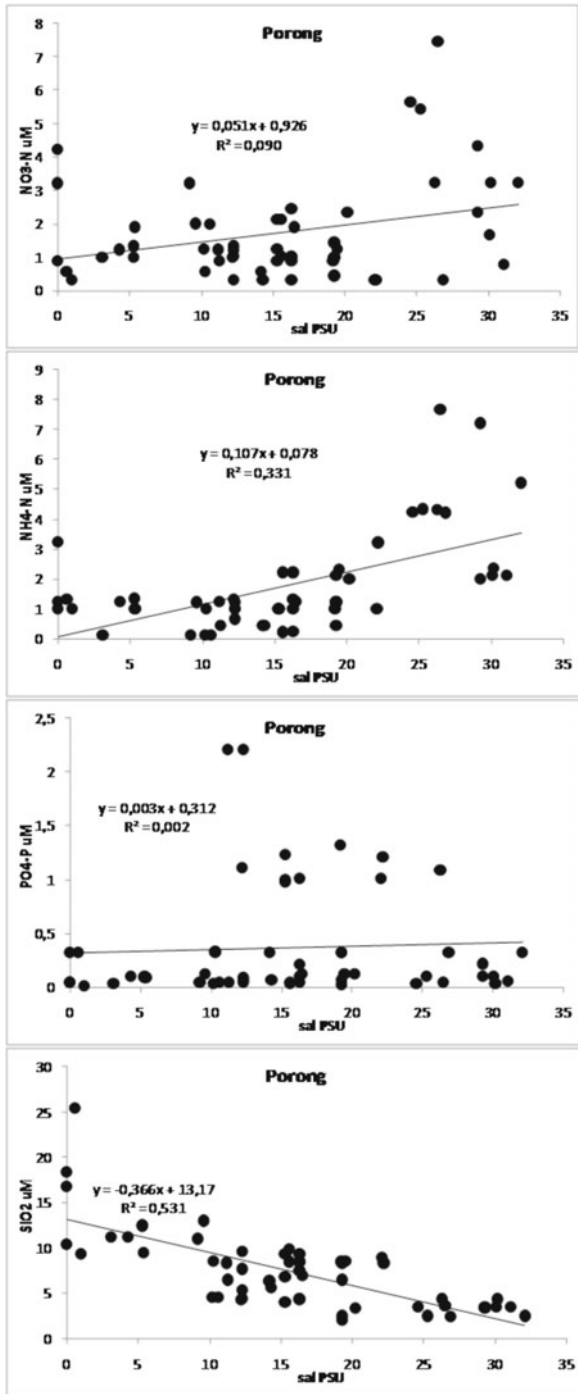 Porong
NO3-N uM
y = 0,051x + 0,926
R² = 0,090
8
7
6
5
4
3
2
1
0
0 5 10 15 20 25 30 35
sal PSU
Porong
NH4-N uM
y = 0,107x + 0,078
R² = 0,331
9
8
7
6
5
4
3
2
1
0
0 5 10 15 20 25 30 35
sal PSU
Porong
PO4-P uM
y = 0,003x + 0,312
R² = 0,002
2,5
2
1,5
1
0,5
0
0 5 10 15 20 25 30 35
sal PSU
Porong
SIO2 uM
y = -0,366x + 13,17
R² = 0,531
30
25
20
15
10
5
0
0 5 10 15 20 25 30 35
sal PSU